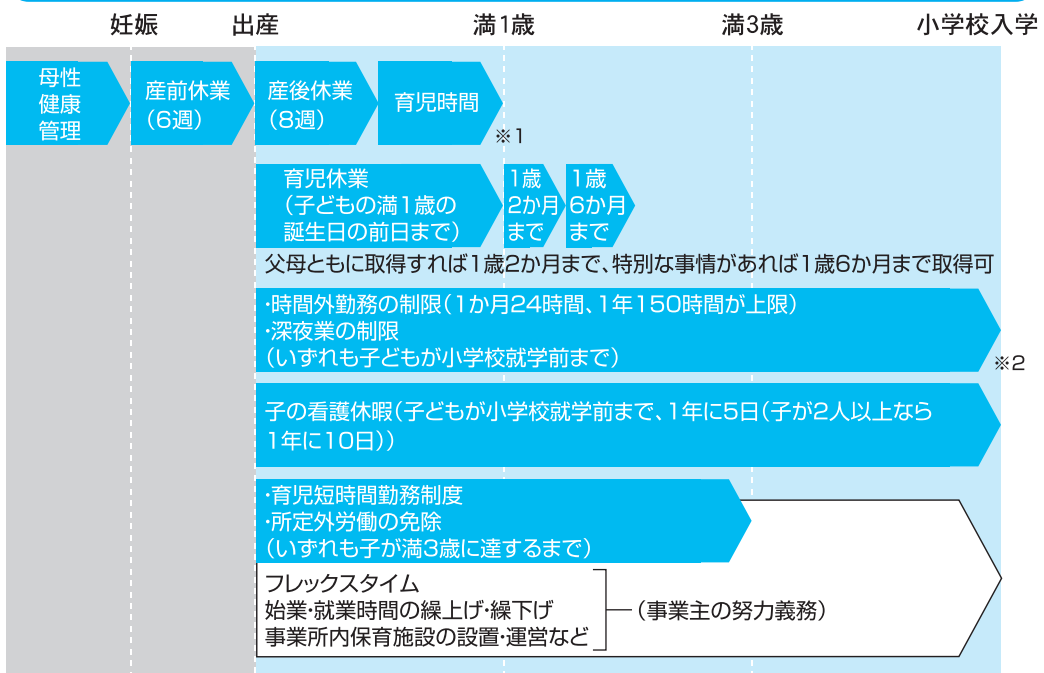 妊娠 出産 満1歳 満3歳 小学校入学
母性
健康
管理
産前休業
（6週）
産後休業
（8週）
育児時間
※1
育児休業
（子どもの満1歳の
誕生日の前日まで）
1歳
2か月
まで
1歳
6か月
まで
父母ともに取得すれば1歳2か月まで、特別な事情があれば1歳6か月まで取得可
・時間外勤務の制限（1か月24時間、1年150時間が上限）
・深夜業の制限
（いずれも子どもが小学校就学前まで）
※2
子の看護休暇（子どもが小学校就学前まで、1年に5日（子が2人以上なら
1年に10日））
・育児短時間勤務制度
・所定外労働の免除
（いずれも子が満3歳に達するまで）
フレックスタイム
始業・就業時間の繰上げ・繰下げ
事業所内保育施設の設置・運営など
（事業主の努力義務）